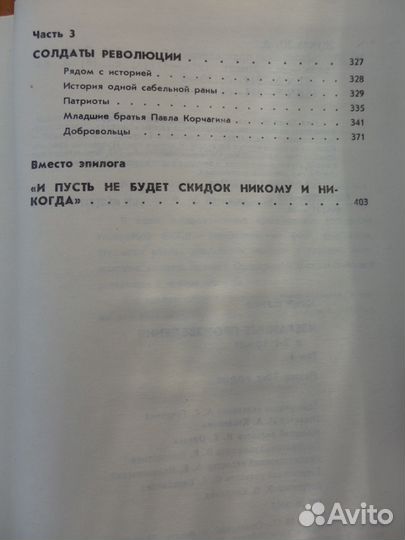 Часть 3
СОЛДАТЫ РЕВОЛЮЦИИ . . . . . . . . . . . 327
Рядом с историей . . . . . . . . . . . 328
История одной сабельной раны . . . . . . . . 329
Патриоты . . . . . . . . . . . . . 335
Младшие братья Павла Корчагина . . . . . . . 341
Добровольцы . . . . . . . . . . . . 371
Вместо эпилога
«И ПУСТЬ НЕ БУДЕТ СКИДОК НИКОМУ И НИ-
КОГДА» . . . . . . . . . . . . . . . 403
Avito